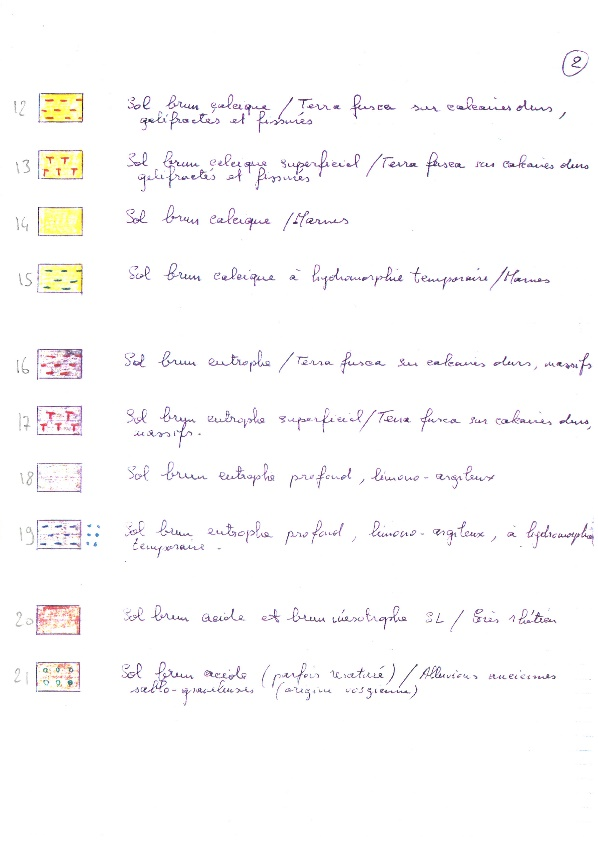 2
12 Sol brun calcique / Terra fusca sur calcaires durs,
gélifractés et fissurés
13 Sol brun calcique superficiel / Terra fusca sur calcaires durs
gélifractés et fissurés
14 Sol brun calcique / Marnes
15 Sol brun calcique à hydromorphie temporaire / Marnes
16 Sol brun eutrophe / Terra fusca sur calcaires durs, massifs
17 Sol brun eutrophe superficiel / Terra fusca sur calcaires durs,
massifs.
18 Sol brun eutrophe profond, limono-argileux
19 Sol brun eutrophe profond, limono-argileux, à hydromorphie
temporaire.
20 Sol brun acide et brun mésotrophe SL / Grès rhétien
21 Sol brun acide (parfois resaturé) / Alluvions anciennes
sablo-graveleuses (origine vosgienne)